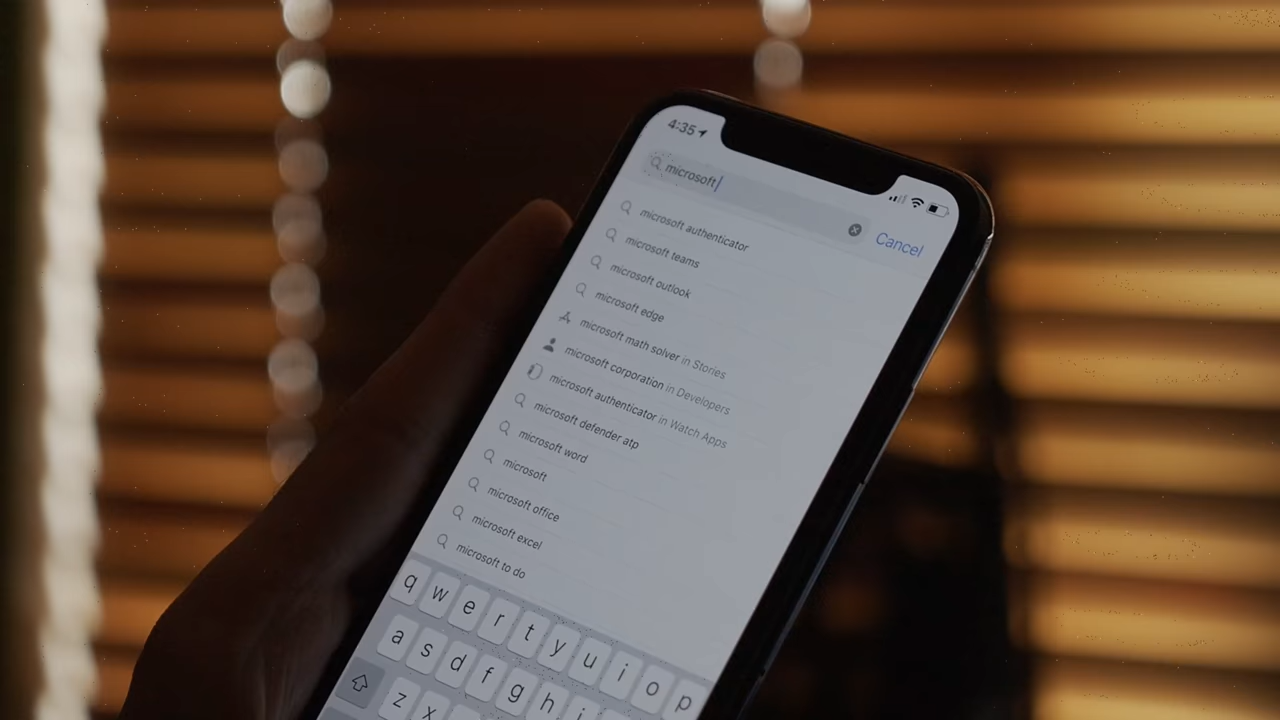 4:35
microsoft
Cancel
microsoft authenticator
microsoft teams
microsoft outlook
microsoft edge
microsoft math solver in Stories
microsoft corporation in Developers
microsoft authenticator in Watch Apps
microsoft defender atp
microsoft word
microsoft
microsoft office
microsoft excel
microsoft to do
q w e r t y u i o p
a s d f g h j
z x